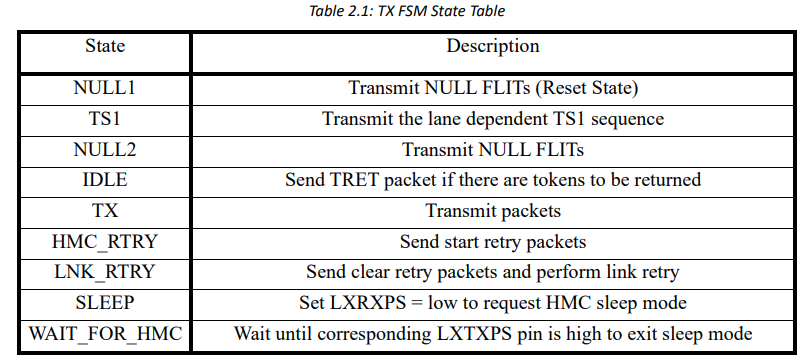 Table 2.1: TX FSM State Table
State Description
NULL1 Transmit NULL FLITs (Reset State)
TS1 Transmit the lane dependent TS1 sequence
NULL2 Transmit NULL FLITs
IDLE Send TRET packet if there are tokens to be returned
TX Transmit packets
HMC_RTRY Send start retry packets
LNK_RTRY Send clear retry packets and perform link retry
SLEEP Set LXRXPS = low to request HMC sleep mode
WAIT_FOR_HMC Wait until corresponding LXTXPS pin is high to exit sleep mode